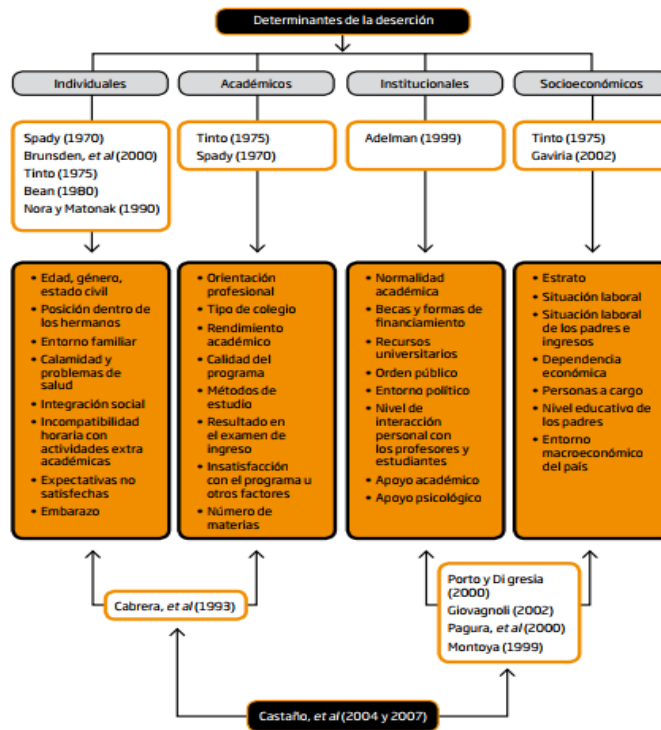 Determinantes de la deserción
Individuales
Académicos
Institucionales
Socioeconómicos
Spady (1970)
Brunsden, et al (2000)
Tinto (1975)
Bean (1980)
Nora y Matonak (1990)
Tinto (1975)
Spady (1970)
Adelman (1999)
Tinto (1975)
Gaviria (2002)
• Edad, género,
estado civil
• Posición dentro de
los hermanos
• Entorno familiar
• Calamidad y
problemas de
salud
• Integración social
• Incompatibilidad
horaria con
actividades extra
académicas
• Expectativas no
satisfechas
• Embarazo
• Orientación
profesional
• Tipo de colegio
• Rendimiento
académico
• Calidad del
programa
• Métodos de
estudio
• Resultado en
el examen de
ingreso
• Insatisfacción
con el programa u
otros factores
• Número de
materias
• Normalidad
académica
• Becas y formas de
financiamiento
• Recursos
universitarios
• Orden público
• Entorno político
• Nivel de
interacción
personal con
los profesores y
estudiantes
• Apoyo académico
• Apoyo psicológico
• Estrato
• Situación laboral
• Situación laboral
de los padres e
ingresos
• Dependencia
económica
• Personas a cargo
• Nivel educativo de
los padres
• Entorno
macroeconómico
del país
Cabrera, et al (1993)
Porto y Di gresia
(2000)
Giovagnoli (2002)
Pagura, et al (2000)
Montoya (1999)
Castaño, et al (2004 y 2007)